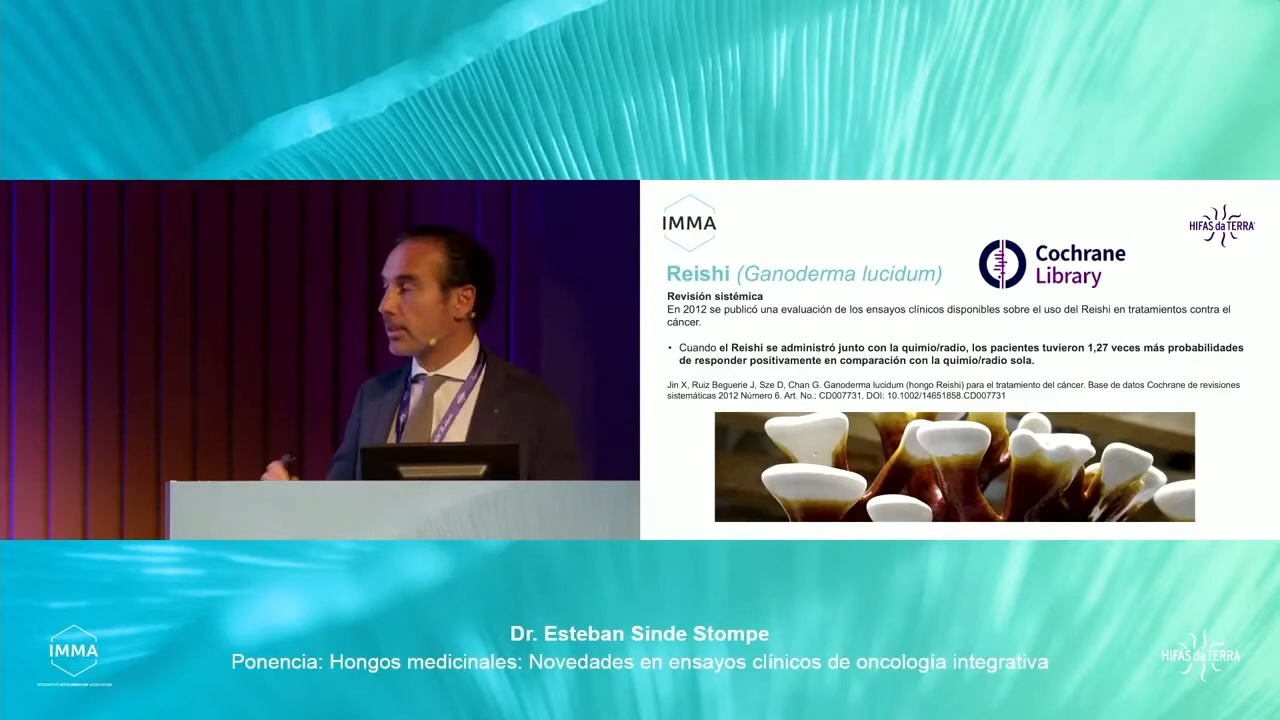 IMMA
HIFAS da TERRA
Cochrane
Library
Reishi (Ganoderma lucidum)
Revisión sistémica
En 2012 se publicó una evaluación de los ensayos clínicos disponibles sobre el uso del Reishi en tratamientos contra el
cáncer.
• Cuando el Reishi se administró junto con la quimio/radio, los pacientes tuvieron 1,27 veces más probabilidades
de responder positivamente en comparación con la quimio/radio sola.
Jin X, Ruiz Beguerie J, Sze D, Chan G. Ganoderma lucidum (hongo Reishi) para el tratamiento del cáncer. Base de datos Cochrane de revisiones
sistemáticas 2012 Número 6. Art. No.: CD007731. DOI: 10.1002/14651858.CD007731
Dr. Esteban Sinde Stompe
Ponencia: Hongos medicinales: Novedades en ensayos clínicos de oncología integrativa
IMMA
HIFAS da TERRA